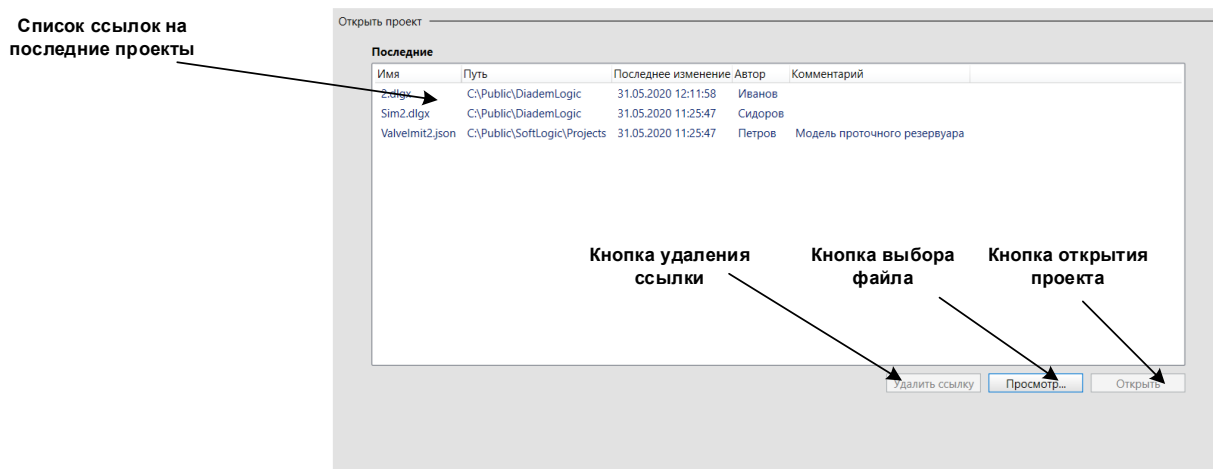 Список ссылок на
последние проекты
Открыть проект
Последние
Имя Путь Последнее изменение Автор Комментарий
2.dlgx C:\Public\DiademLogic 31.05.2020 12:11:58 Иванов
Sim2.dlgx C:\Public\DiademLogic 31.05.2020 11:25:47 Сидоров
ValveImit2.json C:\Public\SoftLogic\Projects 31.05.2020 11:25:47 Петров Модель проточного резервуара
Кнопка удаления
ссылки
Кнопка выбора
файла
Кнопка открытия
проекта
Удалить ссылку Просмотр... Открыть